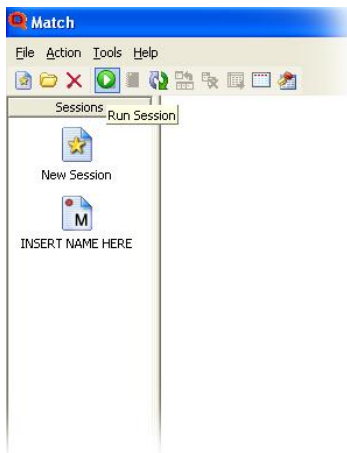 Match
File Action Tools Help
Sessions
Run Session
New Session
M
INSERT NAME HERE